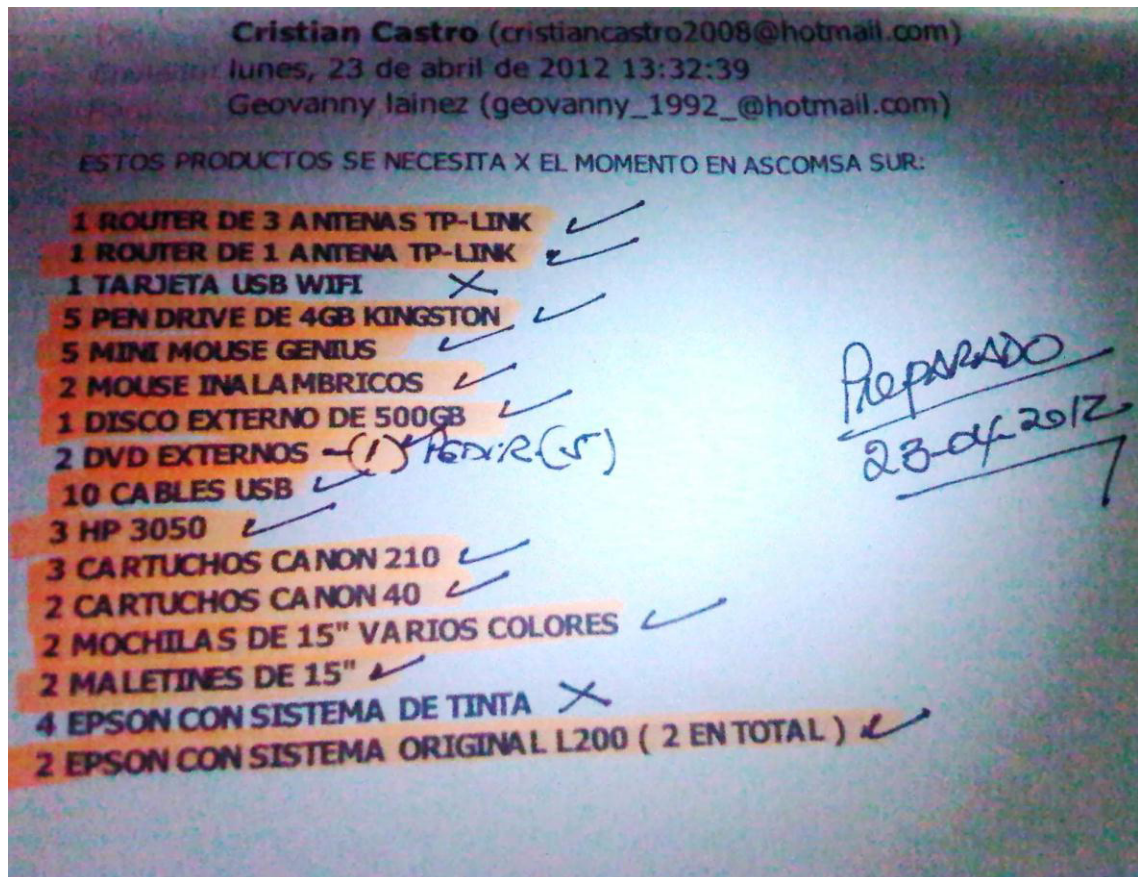 Cristian Castro (cristiancastro2008@hotmail.com)
lunes, 23 de abril de 2012 13:32:39
Geovanny lainez (geovanny_1992_@hotmail.com)
ESTOS PRODUCTOS SE NECESITA X EL MOMENTO EN ASCOMSA SUR:
1 ROUTER DE 3 ANTENAS TP-LINK
1 ROUTER DE 1 ANTENA TP-LINK
1 TARJETA USB WIFI
5 PEN DRIVE DE 4GB KINGSTON
5 MINI MOUSE GENIUS
2 MOUSE INALAMBRICOS
1 DISCO EXTERNO DE 500GB
2 DVD EXTERNOS -(1) PEDIR (5)
10 CABLES USB
3 HP 3050
3 CARTUCHOS CANON 210
2 CARTUCHOS CANON 40
2 MOCHILAS DE 15" VARIOS COLORES
2 MALETINES DE 15"
4 EPSON CON SISTEMA DE TINTA
2 EPSON CON SISTEMA ORIGINAL L200 ( 2 EN TOTAL )
PREPARADO
23-04-2012